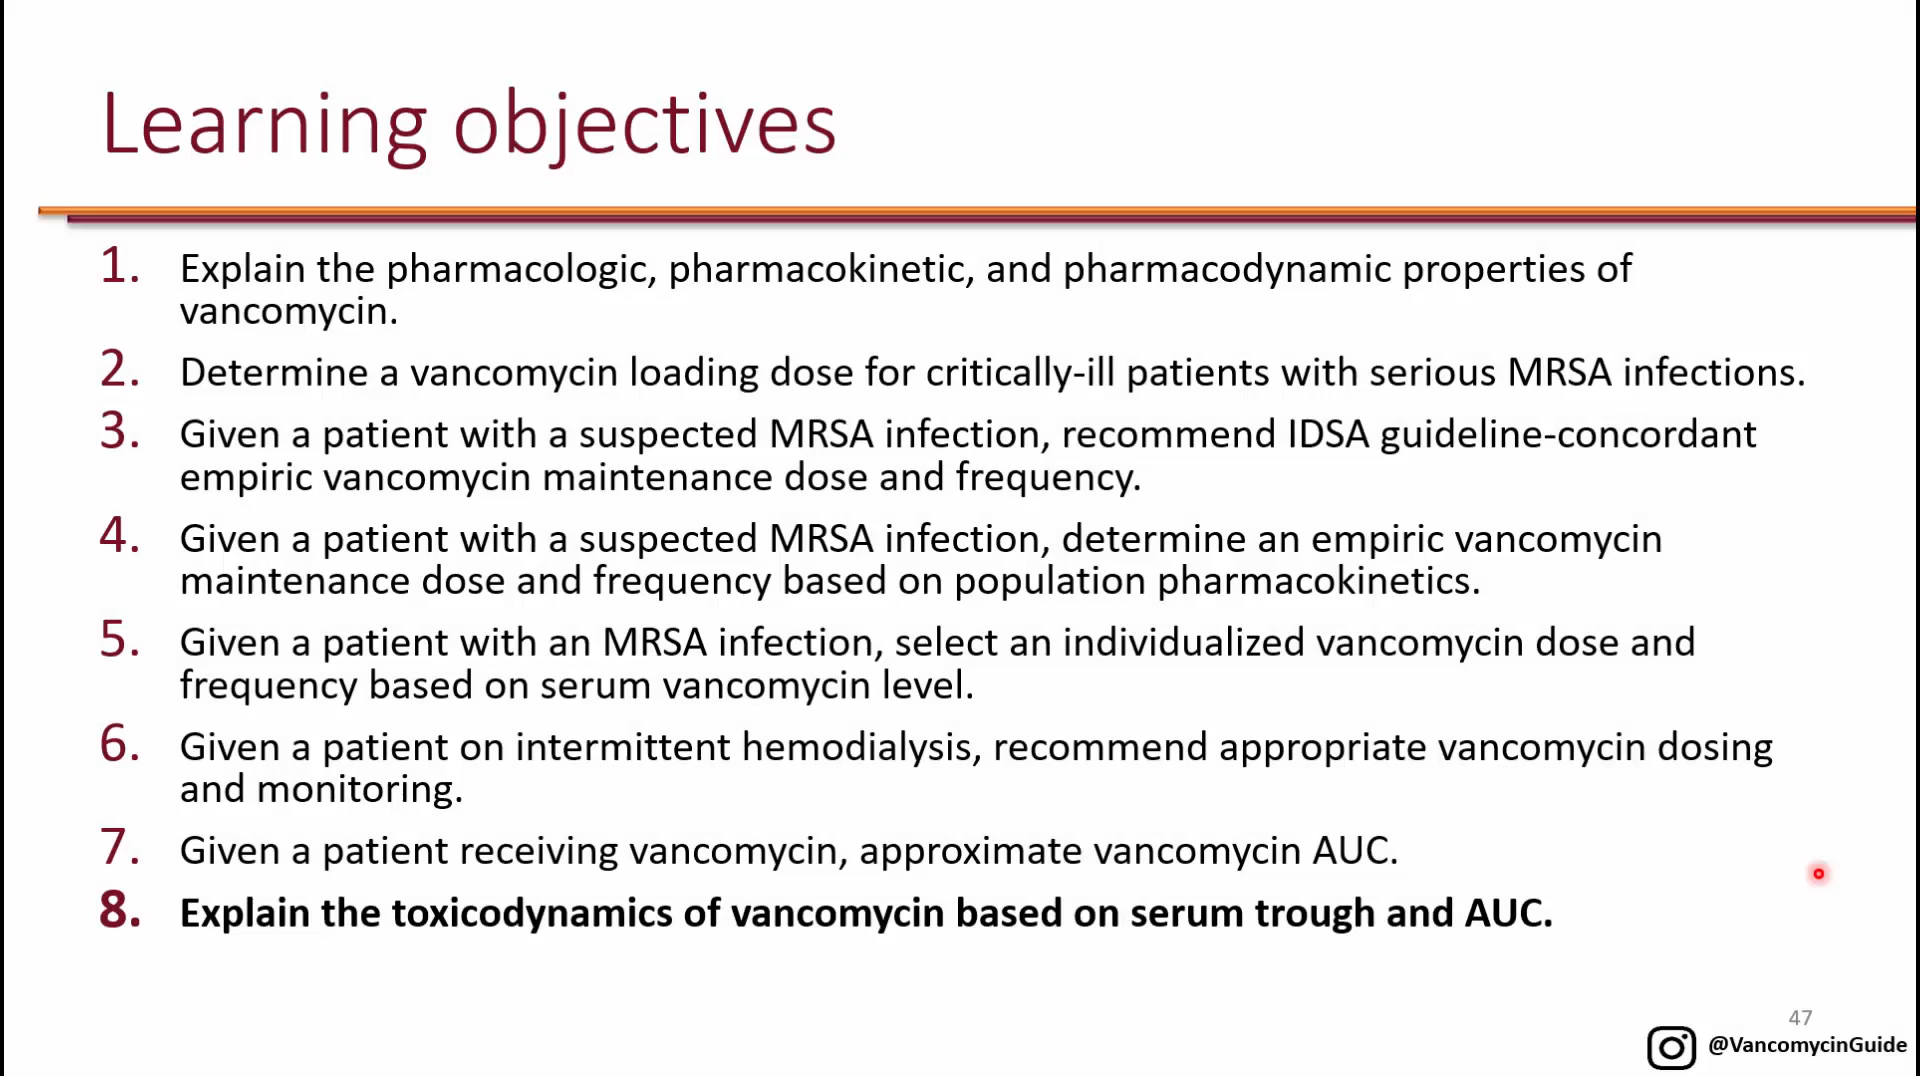 Learning objectives
1. Explain the pharmacologic, pharmacokinetic, and pharmacodynamic properties of
vancomycin.
2. Determine a vancomycin loading dose for critically-ill patients with serious MRSA infections.
3. Given a patient with a suspected MRSA infection, recommend IDSA guideline-concordant
empiric vancomycin maintenance dose and frequency.
4. Given a patient with a suspected MRSA infection, determine an empiric vancomycin
maintenance dose and frequency based on population pharmacokinetics.
5. Given a patient with an MRSA infection, select an individualized vancomycin dose and
frequency based on serum vancomycin level.
6. Given a patient on intermittent hemodialysis, recommend appropriate vancomycin dosing
and monitoring.
7. Given a patient receiving vancomycin, approximate vancomycin AUC.
8. Explain the toxicodynamics of vancomycin based on serum trough and AUC.
47
@VancomycinGuide